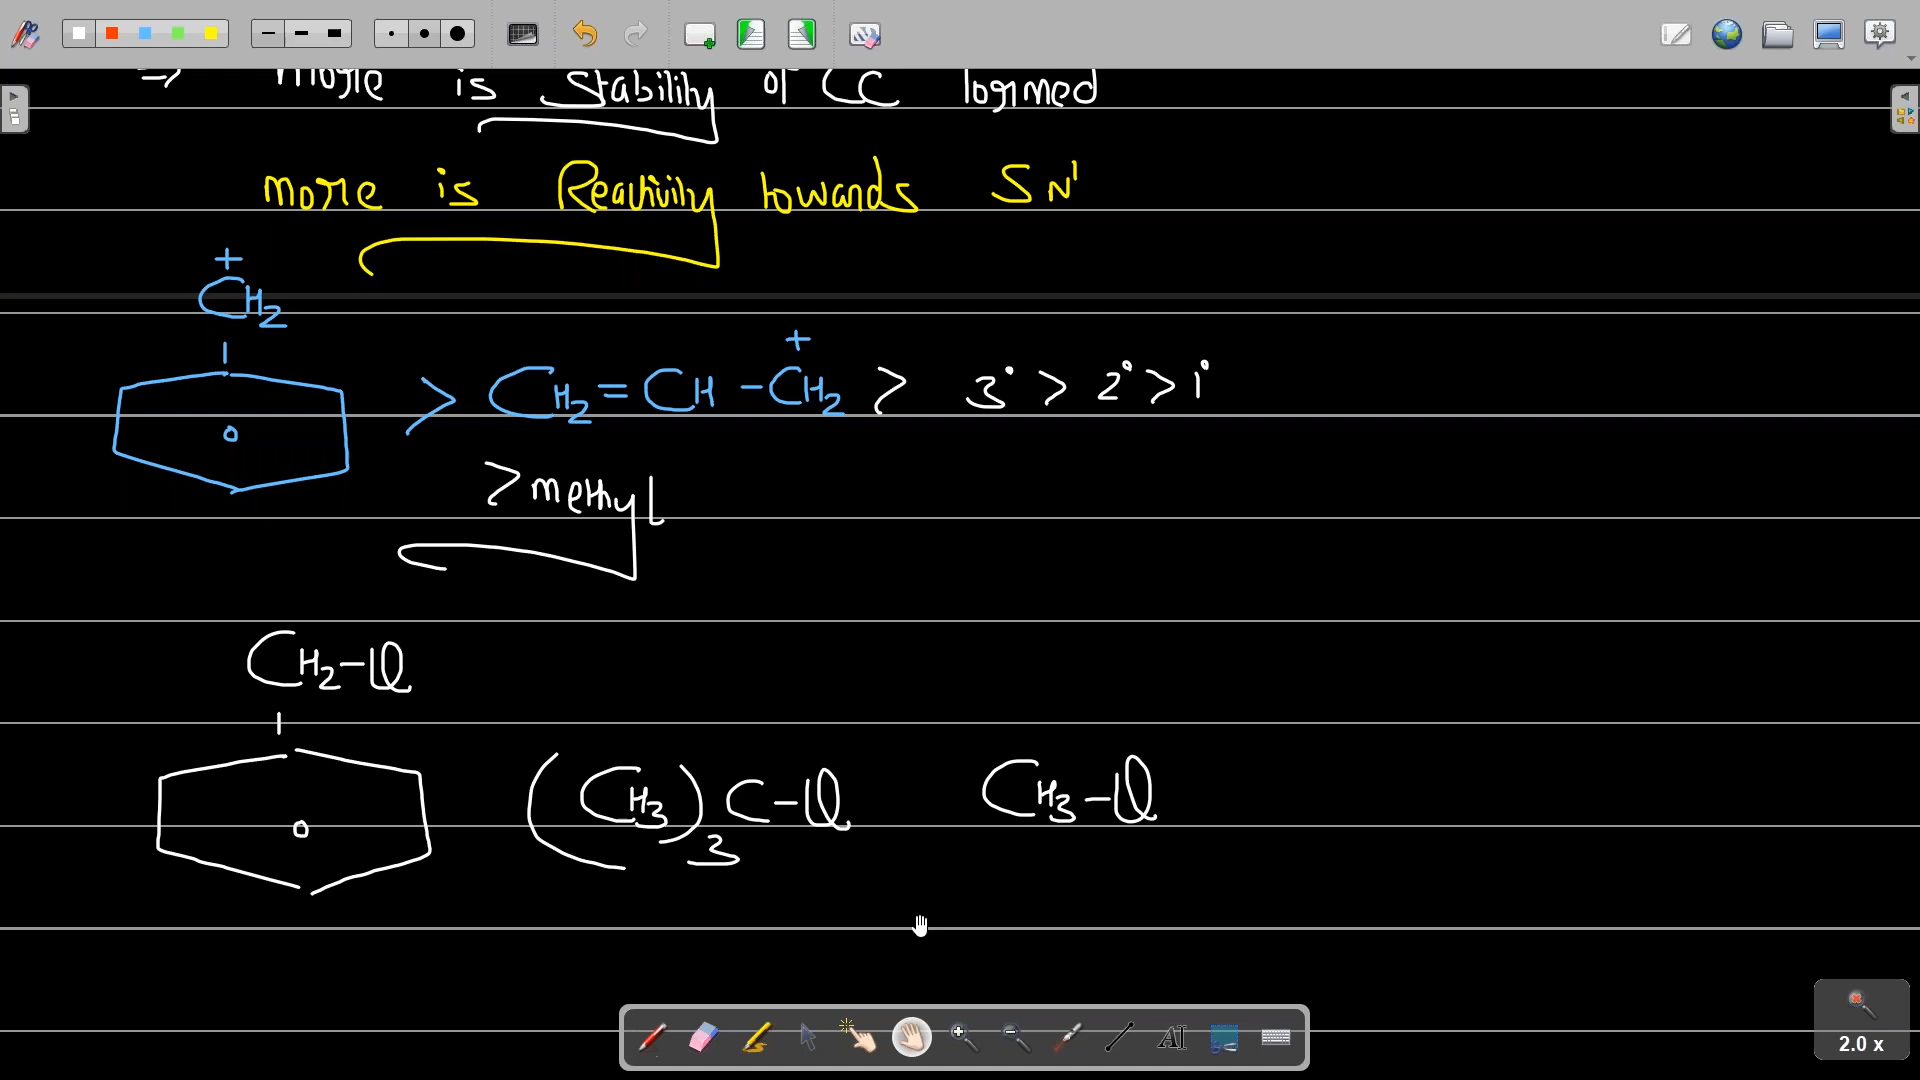 => more is Stability of CC formed
more is Reactivity towards SN¹
+
CH₂
+
> CH₂ = CH - CH₂ > 3° > 2° > 1°
> methyl
CH₂-Cl
(CH₃)₃ C-Cl CH₃-Cl
2.0 x